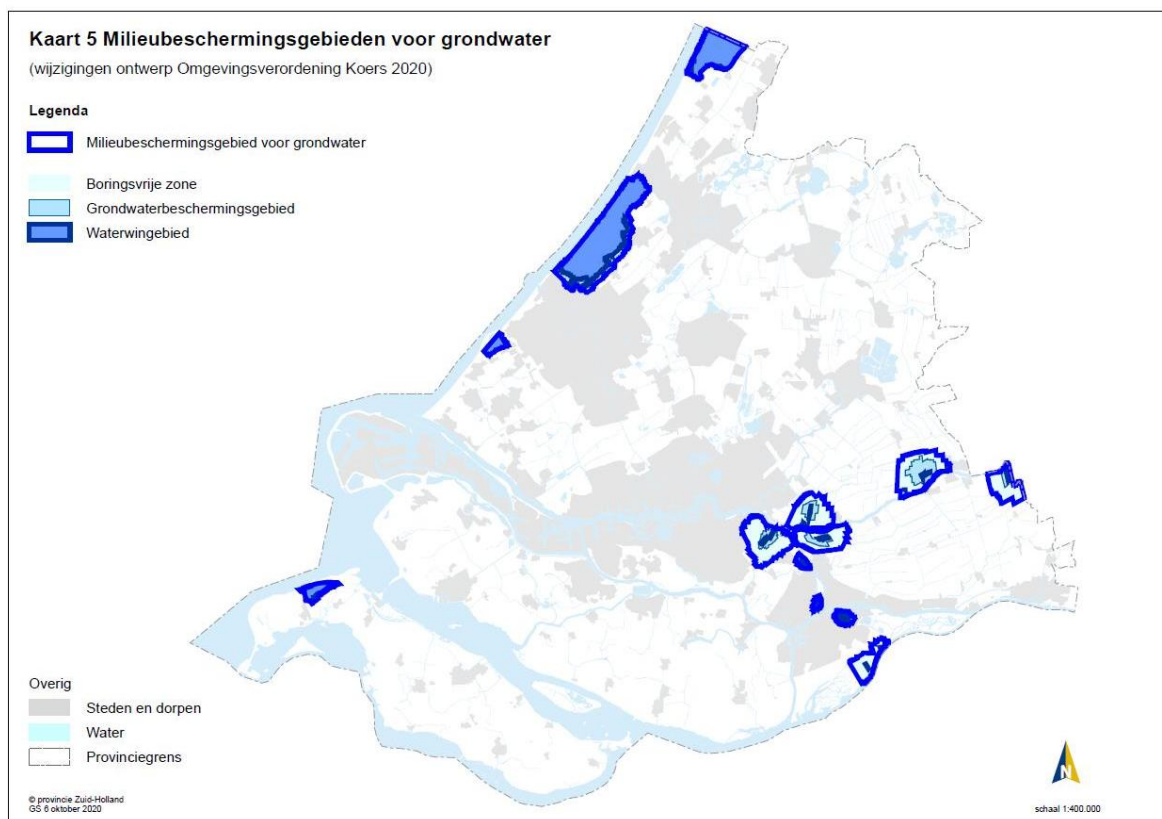 Kaart 5 Milieubeschermingsgebieden voor grondwater
(wijzigingen ontwerp Omgevingsverordening Koers 2020)
Legenda
Milieubeschermingsgebied voor grondwater
Boringsvrije zone
Grondwaterbeschermingsgebied
Waterwingebied
Overig
Steden en dorpen
Water
Provinciegrens
© provincie Zuid-Holland
GS 6 oktober 2020
N
schaal 1:400.000